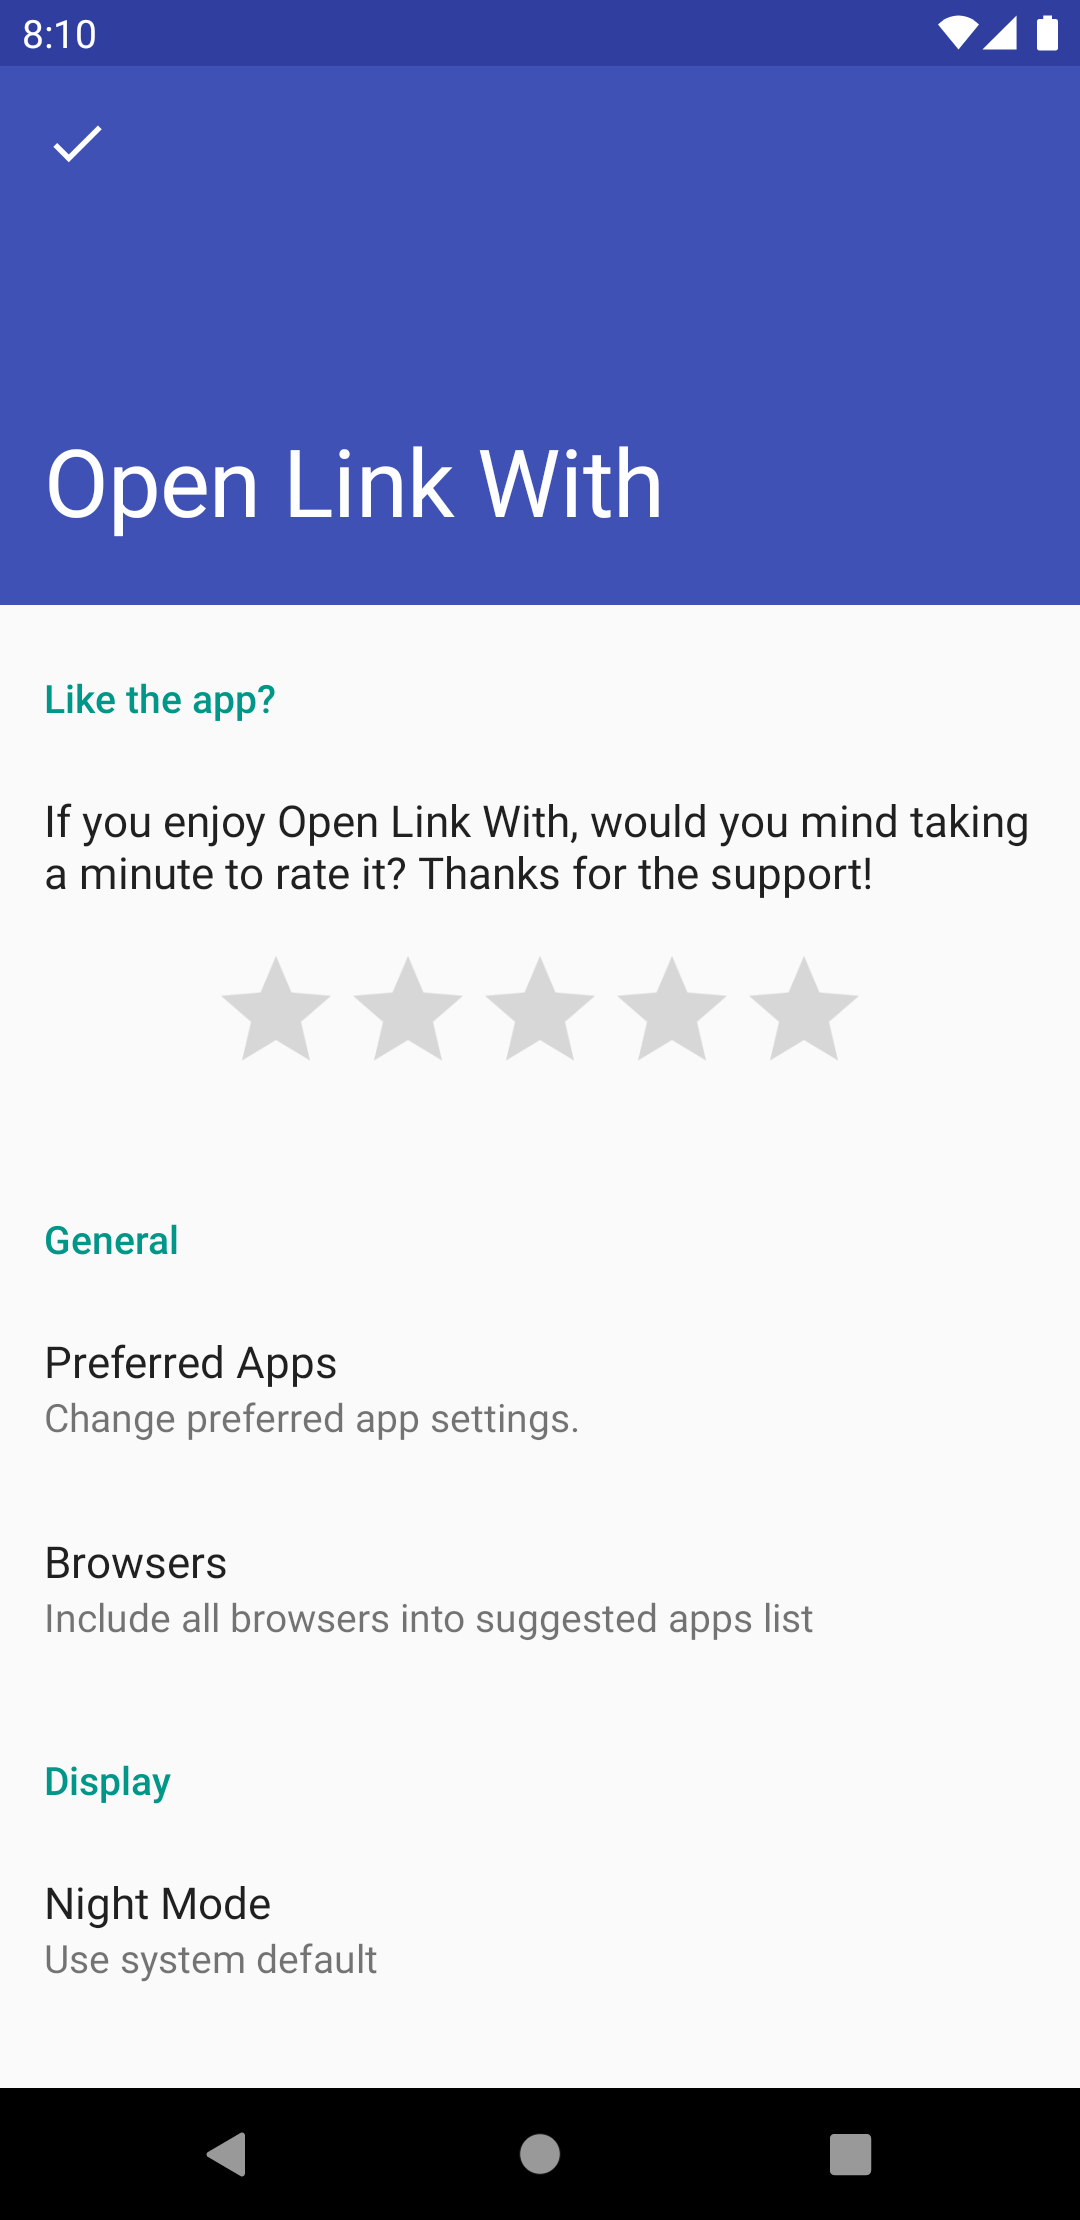 8:10
Open Link With
Like the app?
If you enjoy Open Link With, would you mind taking
a minute to rate it? Thanks for the support!
General
Preferred Apps
Change preferred app settings.
Browsers
Include all browsers into suggested apps list
Display
Night Mode
Use system default